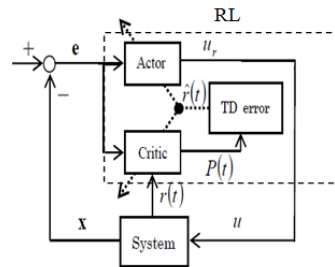 RL
+
e
Actor
u_r
−
r̂(t)
TD error
Critic
P(t)
r(t)
x
System
u